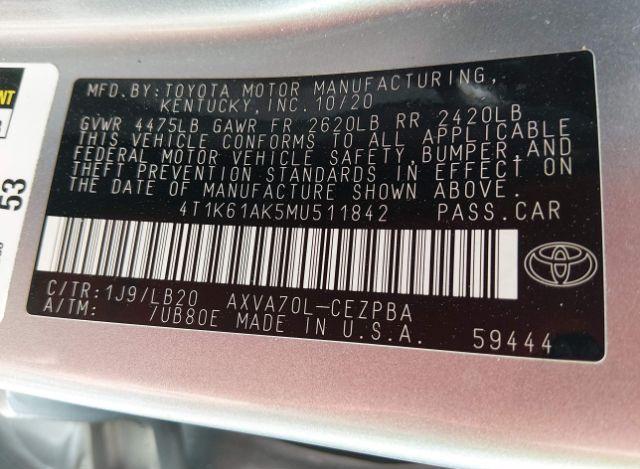 MFD.BY:TOYOTA MOTOR MANUFACTURING,
KENTUCKY,INC.10/20
GVWR 4475LB GAWR FR 2620LB RR 2420LB
THIS VEHICLE CONFORMS TO ALL APPLICABLE
FEDERAL MOTOR VEHICLE SAFETY,BUMPER,AND
THEFT PREVENTION STANDARDS IN EFFECT ON
THE DATE OF MANUFACTURE SHOWN ABOVE.
4T1K61AK5MU511842 PASS.CAR
C/TR:1J9/LB20 AXVA70L-CEZPBA
A/TM: 7UB80E MADE IN U.S.A.
59444
53